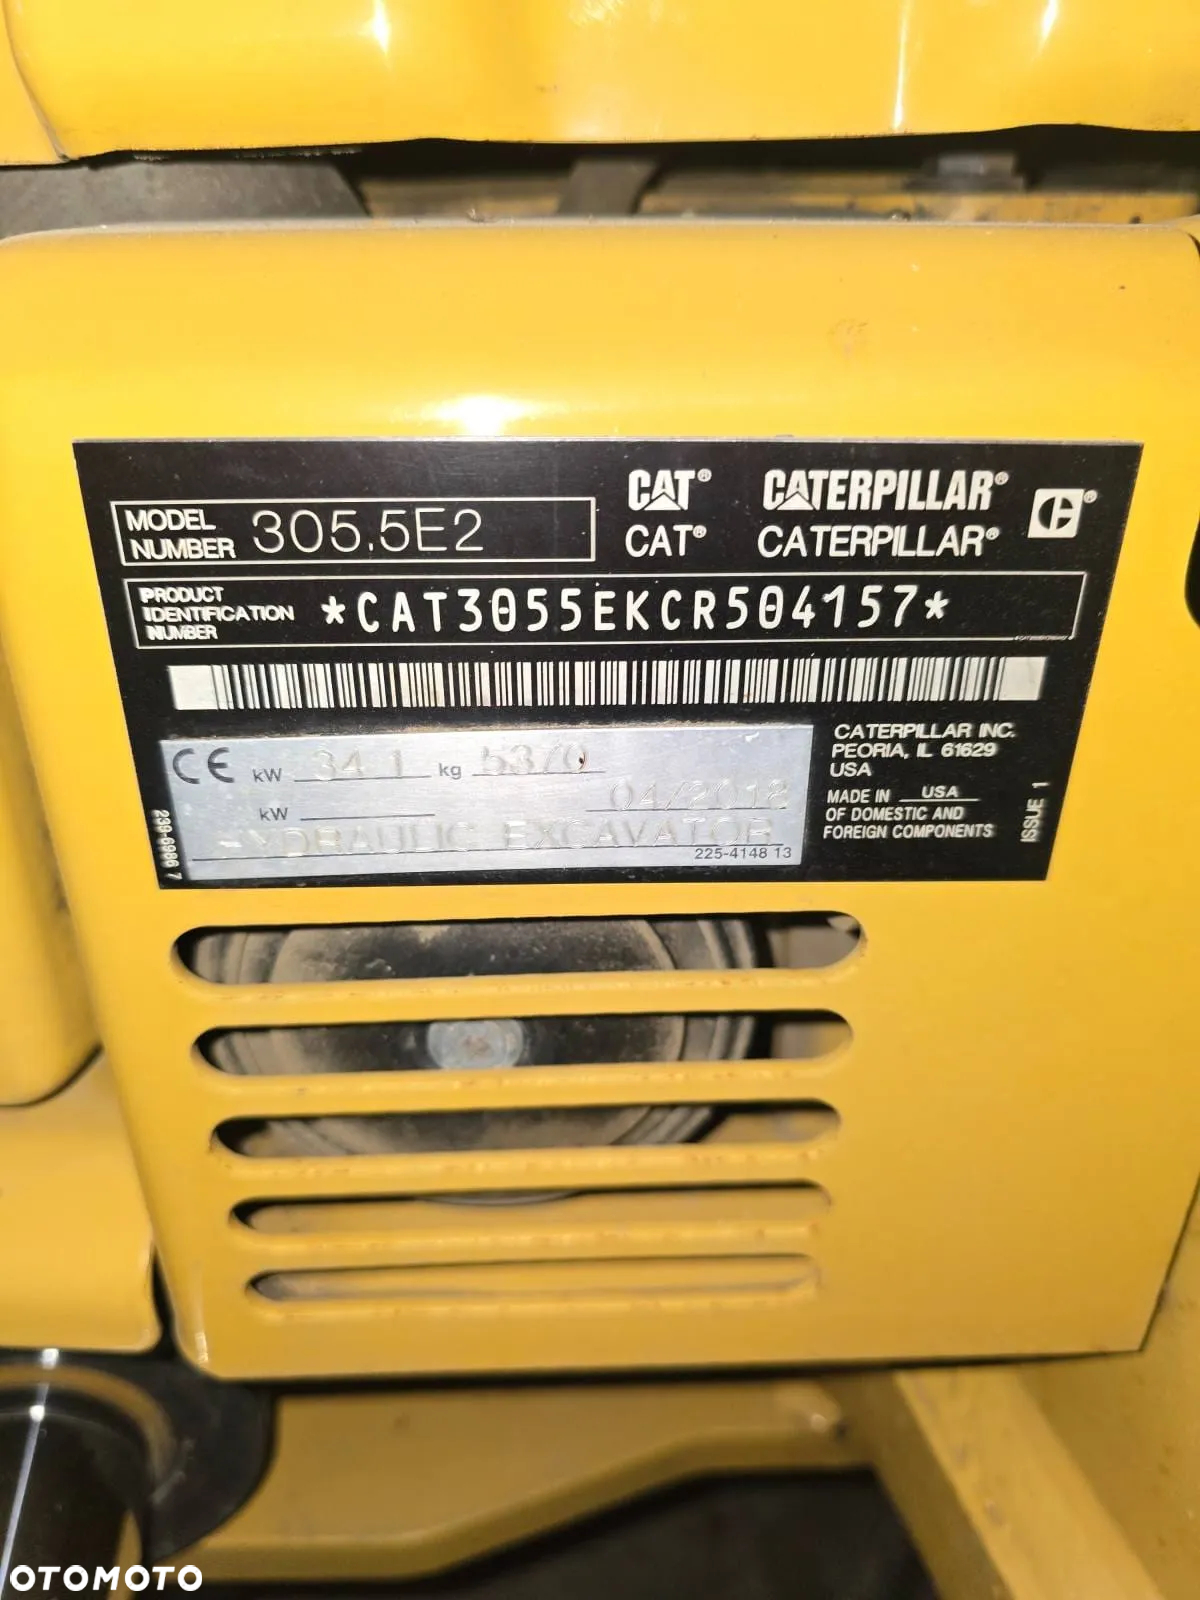 MODEL NUMBER 305.5E2
CAT® CATERPILLAR®
CAT® CATERPILLAR®
PRODUCT IDENTIFICATION NUMBER *CAT3055EKCR504157*
CE kW 34.1 kg 5370
kW 04/2018
HYDRAULIC EXCAVATOR
225-4148 13
239-6986 7
CATERPILLAR INC.
PEORIA, IL 61629
USA
MADE IN USA
OF DOMESTIC AND
FOREIGN COMPONENTS
ISSUE 1
OTOMOTO